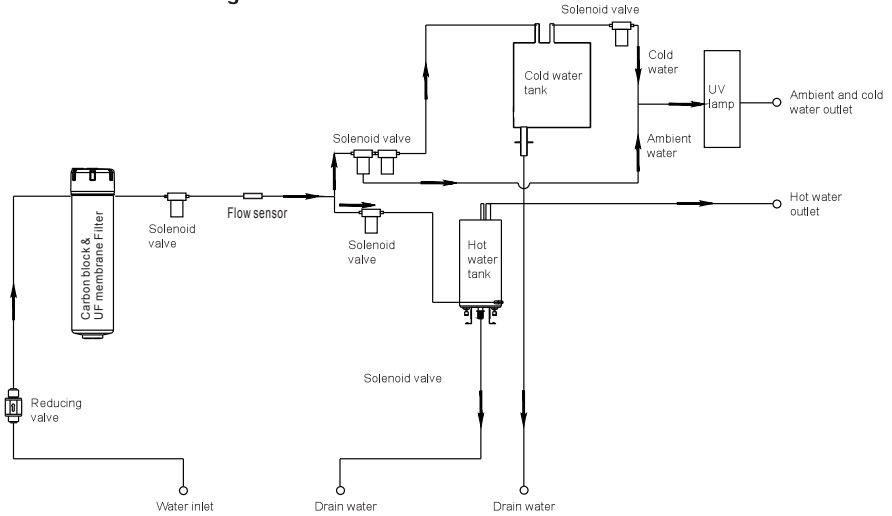 Solenoid valve
Cold water
tank
Cold
water
UV
lamp
Ambient and cold
water outlet
Solenoid valve
Ambient
water
Carbon block &
UF membrane Filter
Solenoid
valve
Flow sensor
Solenoid
valve
Hot
water
tank
Hot water
outlet
Solenoid valve
Reducing
valve
Water inlet
Drain water
Drain water